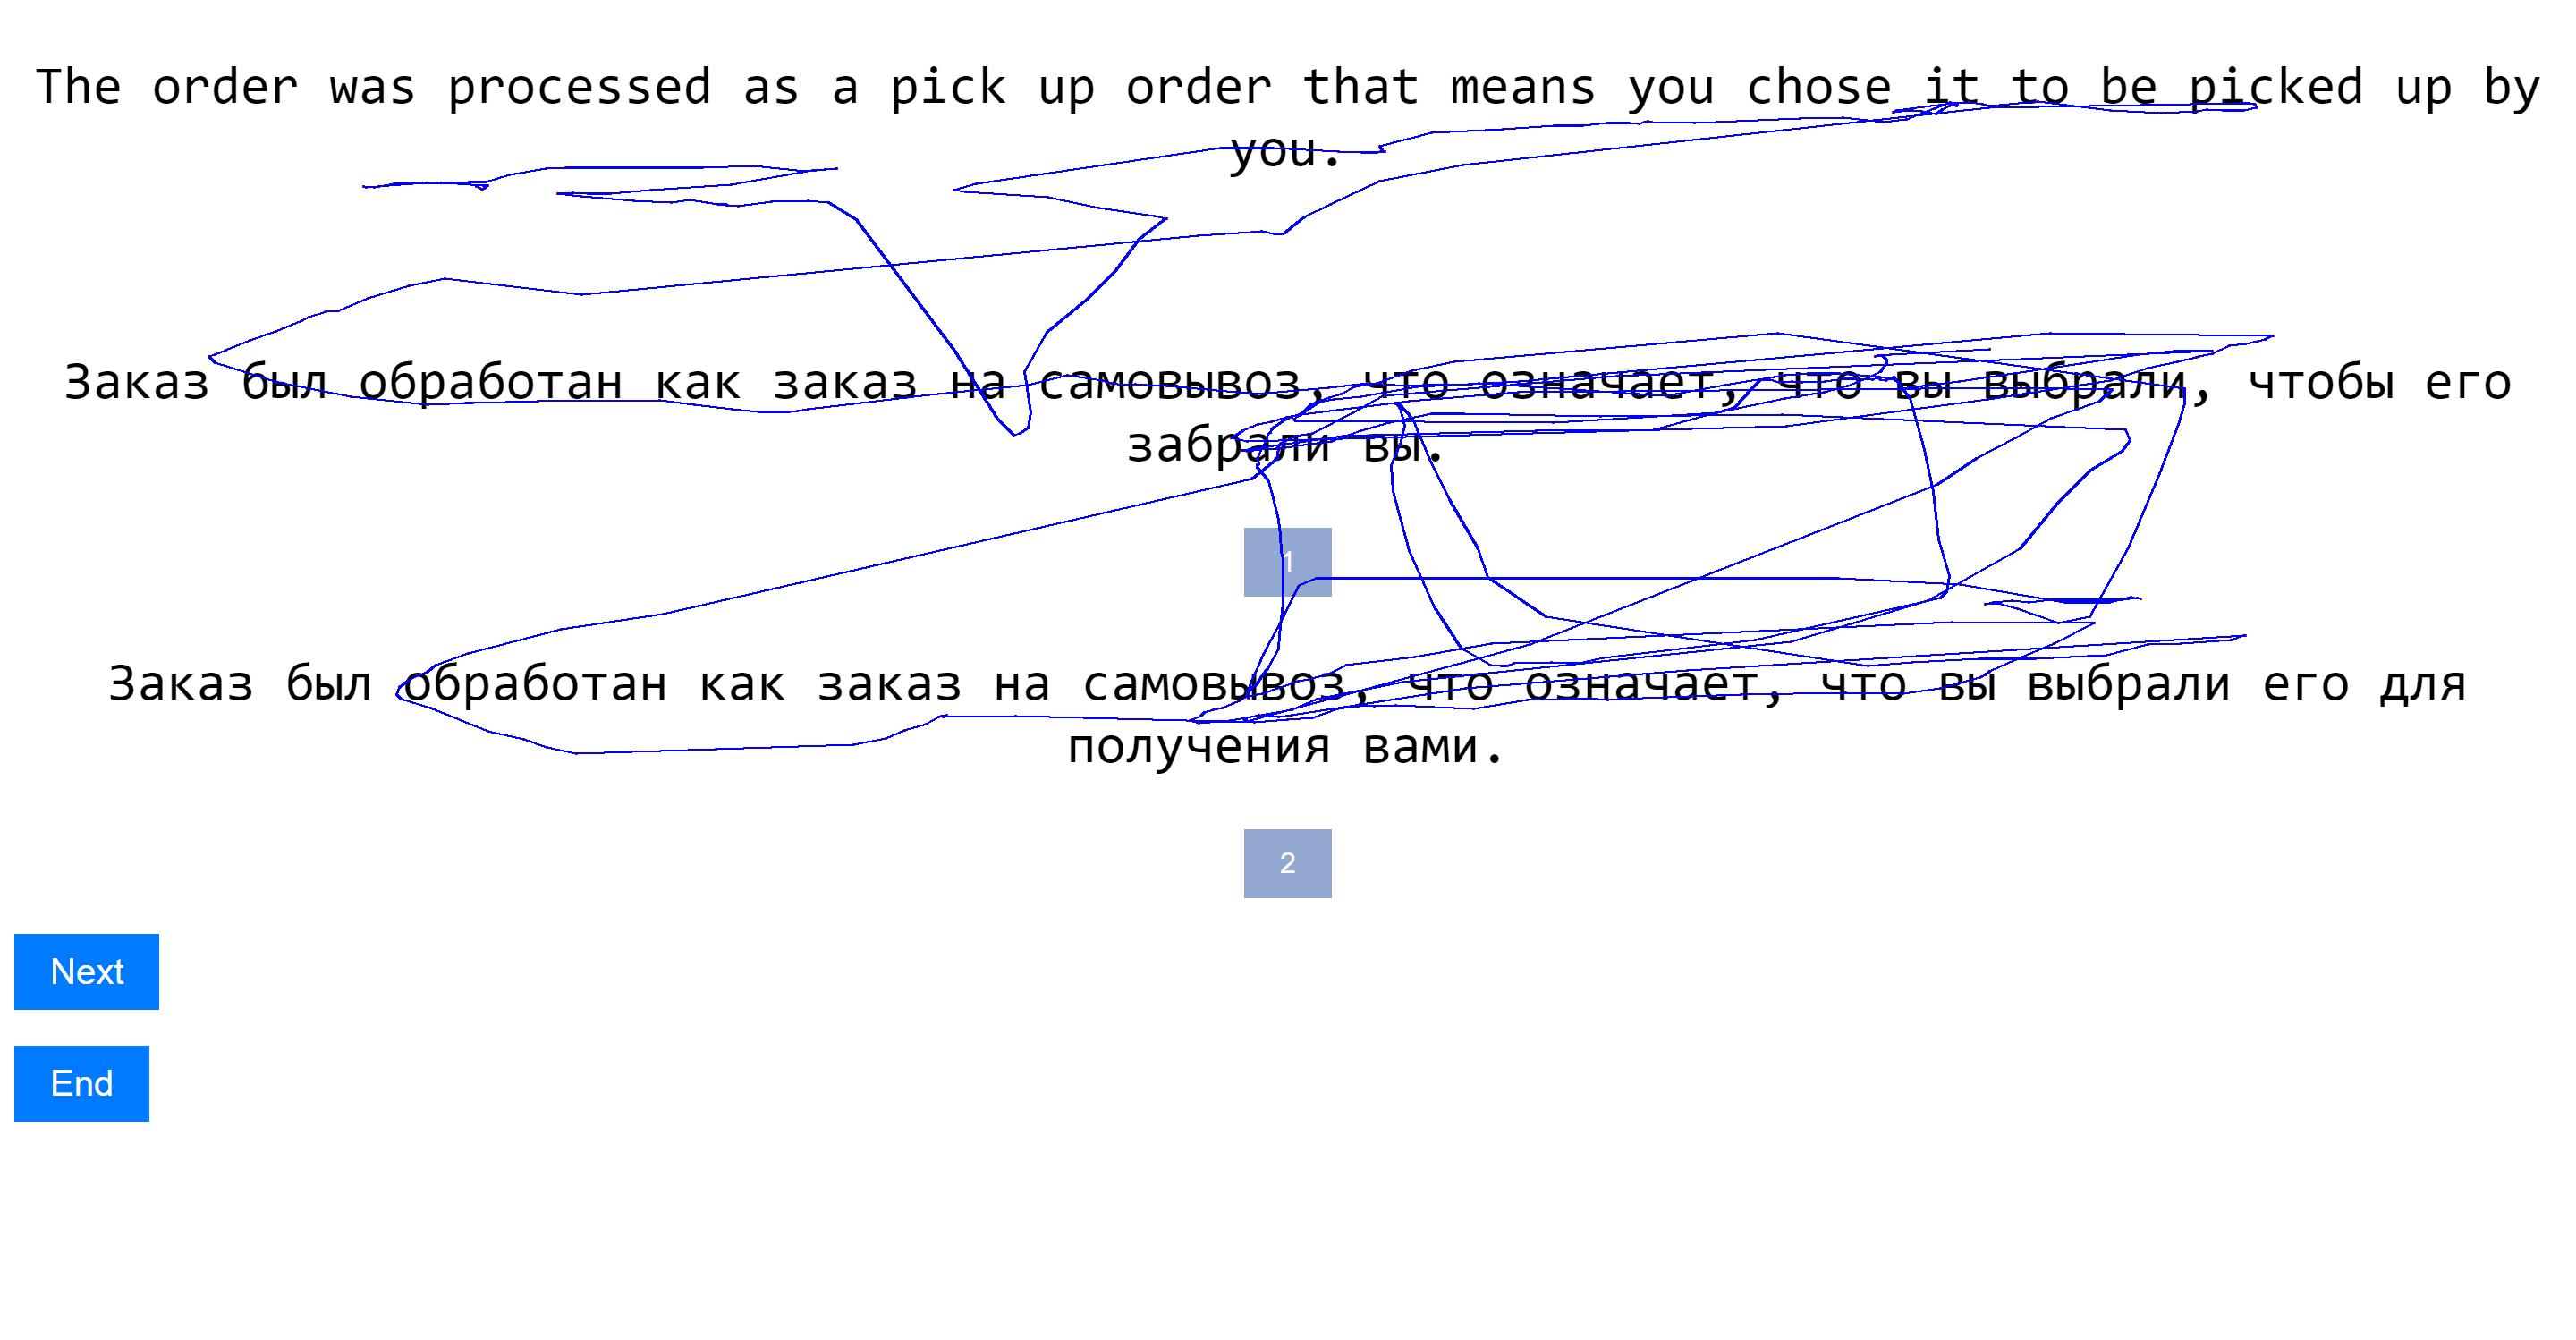 The order was processed as a pick up order that means you chose it to be picked up by
you.
Заказ был обработан как заказ на самовывоз, что означает, что вы выбрали, чтобы его
забрали вы.
1
Заказ был обработан как заказ на самовывоз, что означает, что вы выбрали его для
получения вами.
2
Next
End